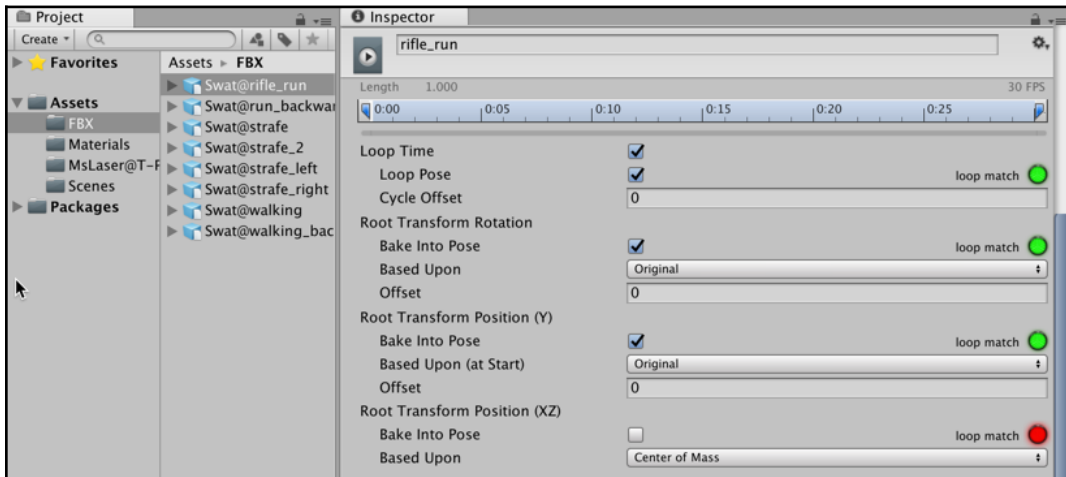 Project
Create
Favorites
Assets
FBX
Materials
MsLaser@T-P
Scenes
Packages
Assets ▸ FBX
Swat@rifle_run
Swat@run_backwar
Swat@strafe
Swat@strafe_2
Swat@strafe_left
Swat@strafe_right
Swat@walking
Swat@walking_bac
Inspector
rifle_run
Length 1.000 30 FPS
0:00 0:05 0:10 0:15 0:20 0:25
Loop Time
Loop Pose loop match
Cycle Offset 0
Root Transform Rotation
Bake Into Pose loop match
Based Upon Original
Offset 0
Root Transform Position (Y)
Bake Into Pose loop match
Based Upon (at Start) Original
Offset 0
Root Transform Position (XZ)
Bake Into Pose loop match
Based Upon Center of Mass